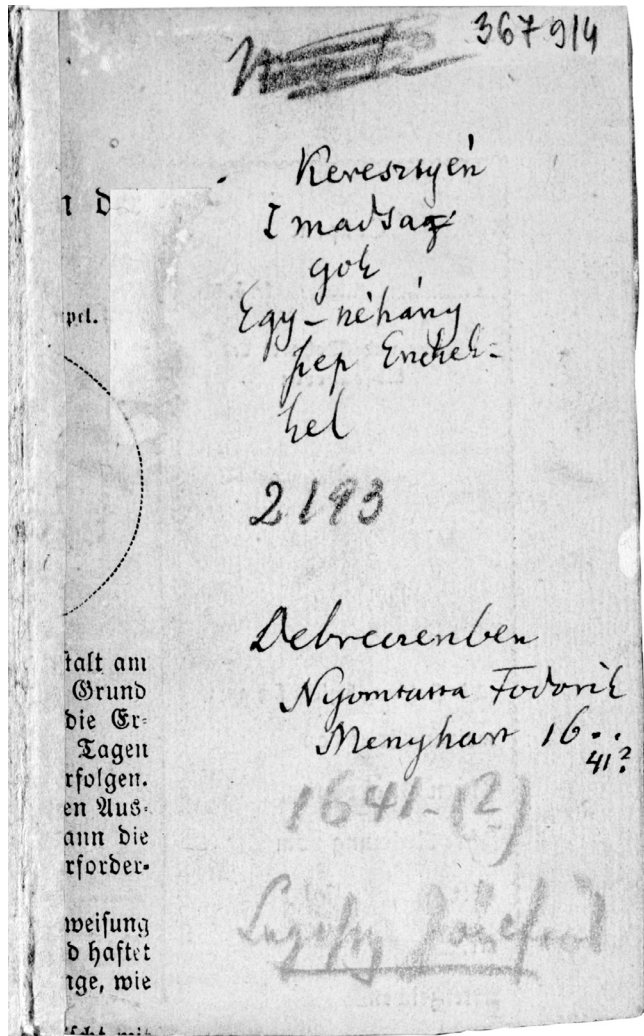 367914
Keresztyén
Imadsag
gok
Egy-néhány
szep Enekek-
kel
2193
Debreczenben
Nyomtatta Fodorik
Menyhart 16..
41?
1641-(2)
n d
pel.
talt am
Grund
die Er-
Tagen
rfolgen.
en Aus-
ann die
rforder-
weisung
d haftet
nge, wie